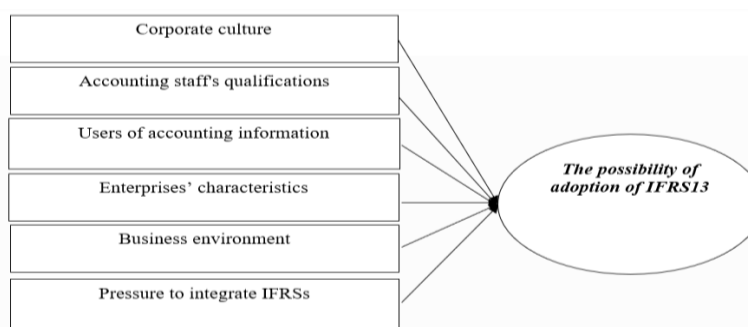 Corporate culture
Accounting staff's qualifications
Users of accounting information
Enterprises’ characteristics
Business environment
Pressure to integrate IFRSs
The possibility of
adoption of IFRS13